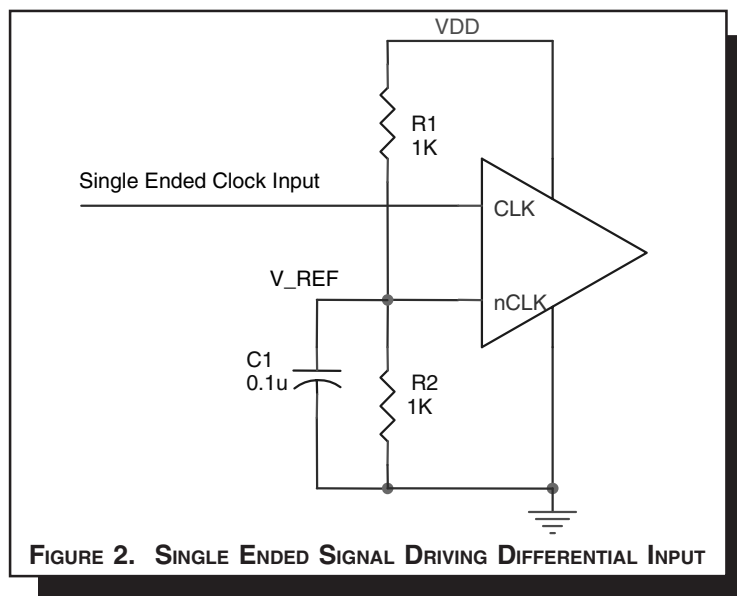 VDD
R1
1K
Single Ended Clock Input
CLK
V_REF
nCLK
C1
0.1u
R2
1K
FIGURE 2. SINGLE ENDED SIGNAL DRIVING DIFFERENTIAL INPUT